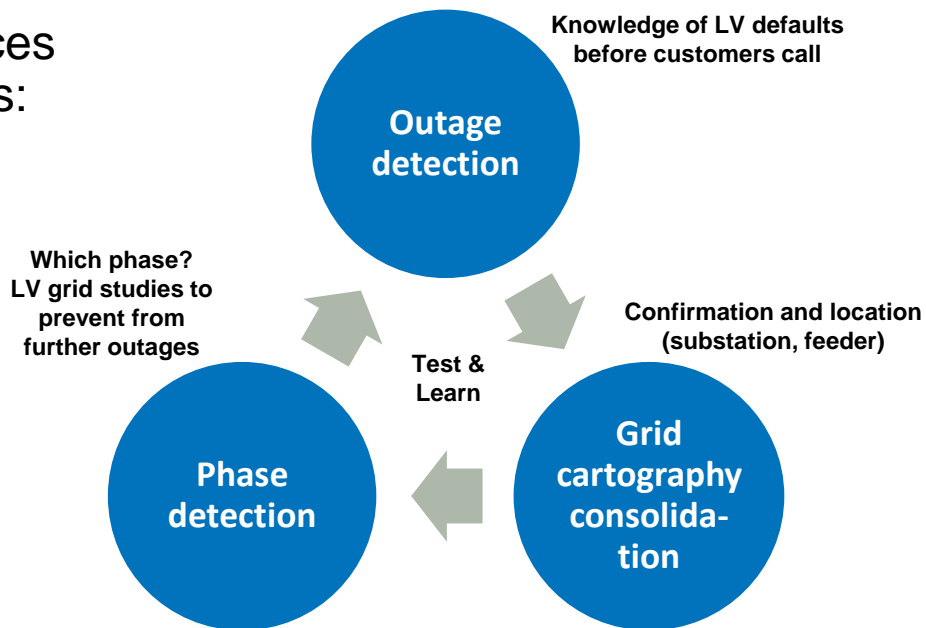 Knowledge of LV defaults
before customers call
Outage
detection
Which phase?
LV grid studies to
prevent from
further outages
Confirmation and location
(substation, feeder)
Test &
Learn
Phase
detection
Grid
cartography
consolida-
tion